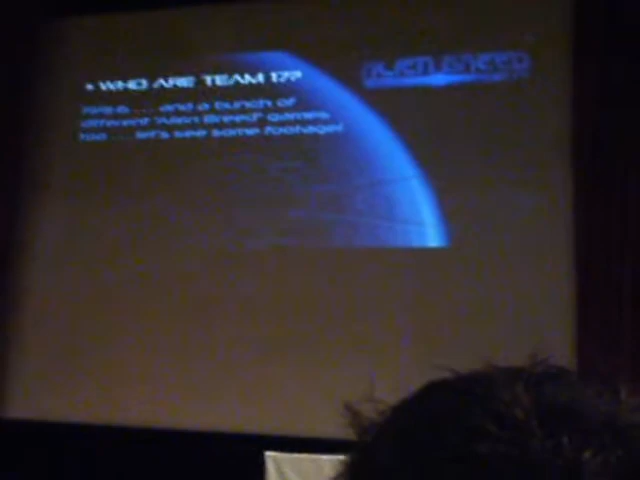 • WHO ARE TEAM 17?
ALIEN BREED
. . . and a bunch of
different "Alien Breed" games
too . . . let's see some footage!